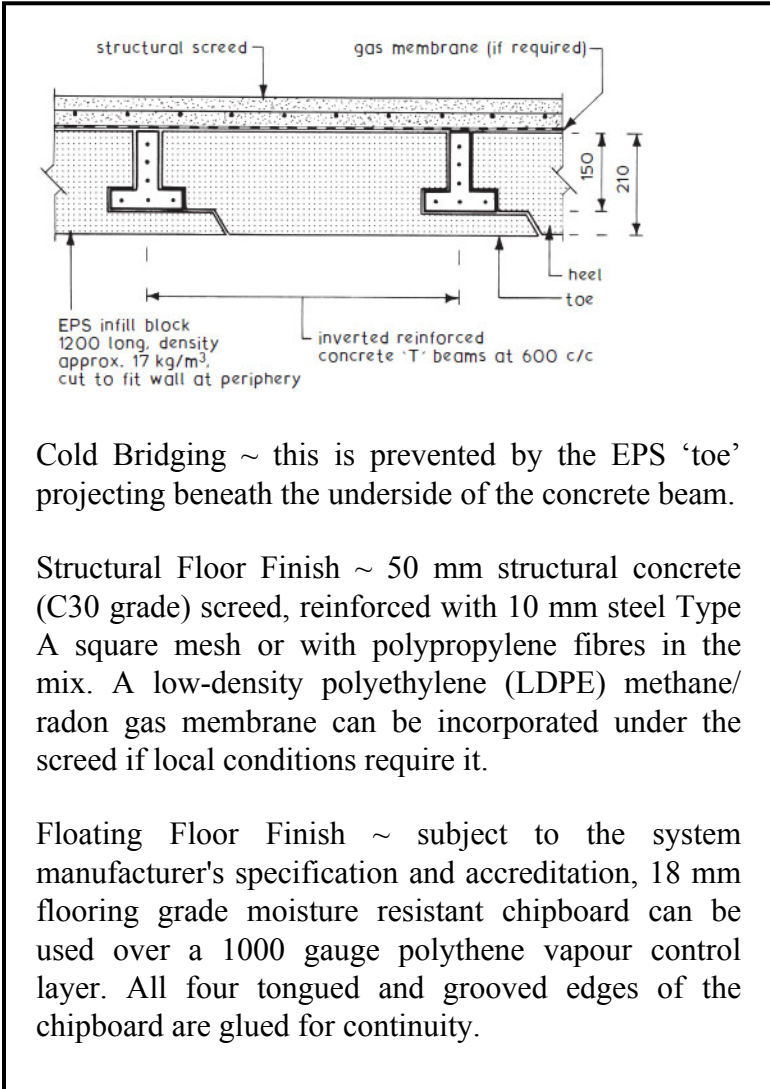 structural screed
gas membrane (if required)
150
210
heel
toe
EPS infill block
1200 long, density
approx. 17 kg/m³,
cut to fit wall at periphery
inverted reinforced
concrete 'T' beams at 600 c/c
Cold Bridging ~ this is prevented by the EPS ‘toe’
projecting beneath the underside of the concrete beam.
Structural Floor Finish ~ 50 mm structural concrete
(C30 grade) screed, reinforced with 10 mm steel Type
A square mesh or with polypropylene fibres in the
mix. A low-density polyethylene (LDPE) methane/
radon gas membrane can be incorporated under the
screed if local conditions require it.
Floating Floor Finish ~ subject to the system
manufacturer's specification and accreditation, 18 mm
flooring grade moisture resistant chipboard can be
used over a 1000 gauge polythene vapour control
layer. All four tongued and grooved edges of the
chipboard are glued for continuity.